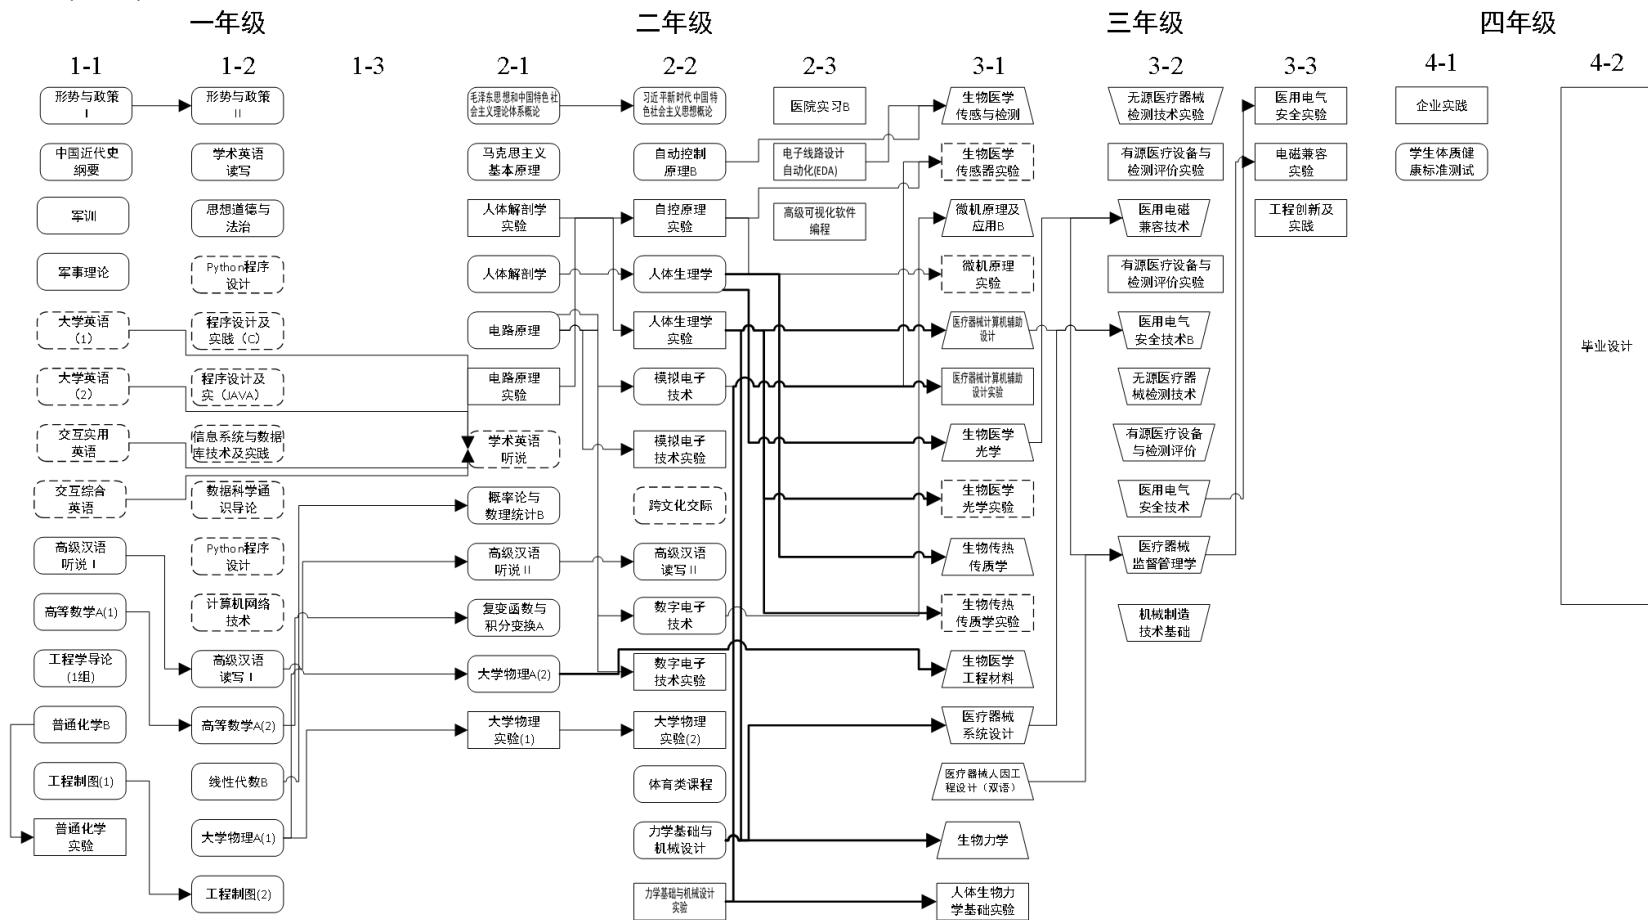 一年级
二年级
三年级
四年级
1-1
1-2
1-3
2-1
2-2
2-3
3-1
3-2
3-3
4-1
4-2
形势与政策
I
中国近代史
纲要
军训
军事理论
大学英语
（1）
大学英语
（2）
交互实用
英语
交互综合
英语
高级汉语
听说 I
高等数学A(1)
工程学导论
(1组)
普通化学B
工程制图(1)
普通化学
实验
形势与政策
II
学术英语
读写
思想道德与
法治
Python程序
设计
程序设计及
实践（C）
程序设计及
实（JAVA）
信息系统与数据
库技术及实践
数据科学通
识导论
Python程序
设计
计算机网络
技术
高级汉语
读写 I
高等数学A(2)
线性代数B
大学物理A(1)
工程制图(2)
毛泽东思想和中国特色社
会主义理论体系概论
马克思主义
基本原理
人体解剖学
实验
人体解剖学
电路原理
电路原理
实验
学术英语
听说
概率论与
数理统计B
高级汉语
听说 II
复变函数与
积分变换A
大学物理A(2)
大学物理
实验(1)
习近平新时代中国特
色社会主义思想概论
自动控制
原理B
自控原理
实验
人体生理学
人体生理学
实验
模拟电子
技术
模拟电子
技术实验
跨文化交际
高级汉语
读写 II
数字电子
技术
数字电子
技术实验
大学物理
实验(2)
体育类课程
力学基础与
机械设计
力学基础与机械设计
实验
医院实习B
电子线路设计
自动化(EDA)
高级可视化软件
编程
生物医学
传感与检测
生物医学
传感器实验
微机原理及
应用B
微机原理
实验
医疗器械计算机辅助
设计
医疗器械计算机辅助
设计实验
生物医学
光学
生物医学
光学实验
生物传热
传质学
生物传热
传质学实验
生物医学
工程材料
医疗器械
系统设计
医疗器械人因工
程设计（双语）
生物力学
人体生物力
学基础实验
无源医疗器械
检测技术实验
有源医疗设备与
检测评价实验
医用电磁
兼容技术
有源医疗设备与
检测评价实验
医用电气
安全技术B
无源医疗器
械检测技术
有源医疗设备
与检测评价
医用电气
安全技术
医疗器械
监督管理学
机械制造
技术基础
医用电气
安全实验
电磁兼容
实验
工程创新及
实践
企业实践
学生体质健
康标准测试
毕业设计